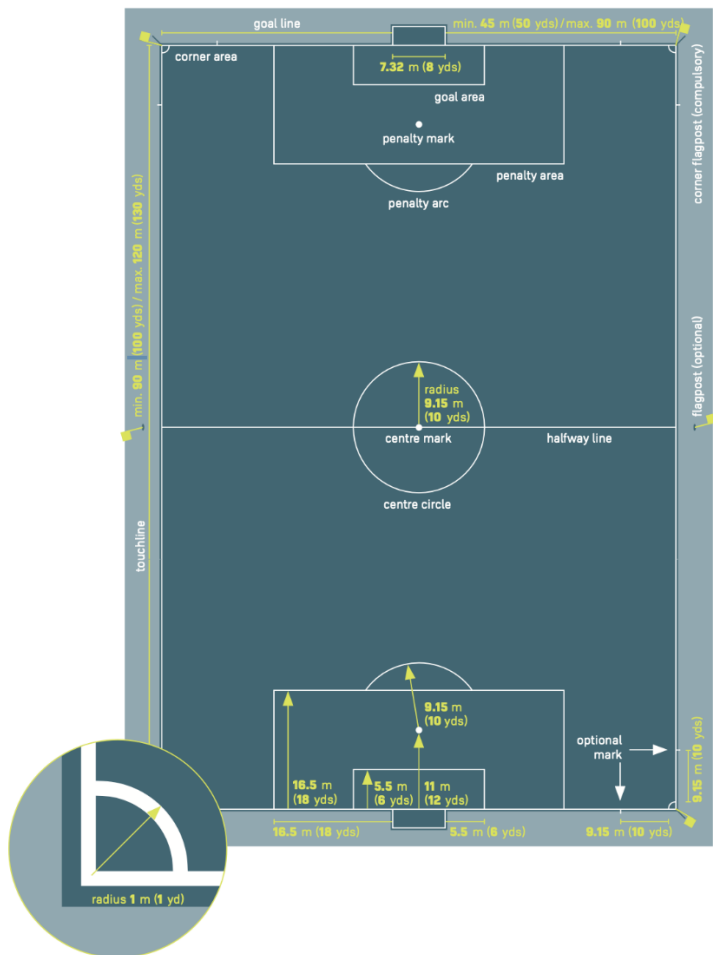 goal line
min. 45 m (50 yds)/max. 90 m (100 yds)
corner area
7.32 m (8 yds)
goal area
penalty mark
penalty area
penalty arc
corner flagpost (compulsory)
min. 90 m (100 yds) / max. 120 m (130 yds)
radius
9.15 m
(10 yds)
centre mark
halfway line
flagpost (optional)
centre circle
touchline
9.15 m
(10 yds)
optional
mark
9.15 m (10 yds)
16.5 m
(18 yds)
5.5 m
(6 yds)
11 m
(12 yds)
16.5 m (18 yds)
5.5 m (6 yds)
9.15 m (10 yds)
radius 1 m (1 yd)